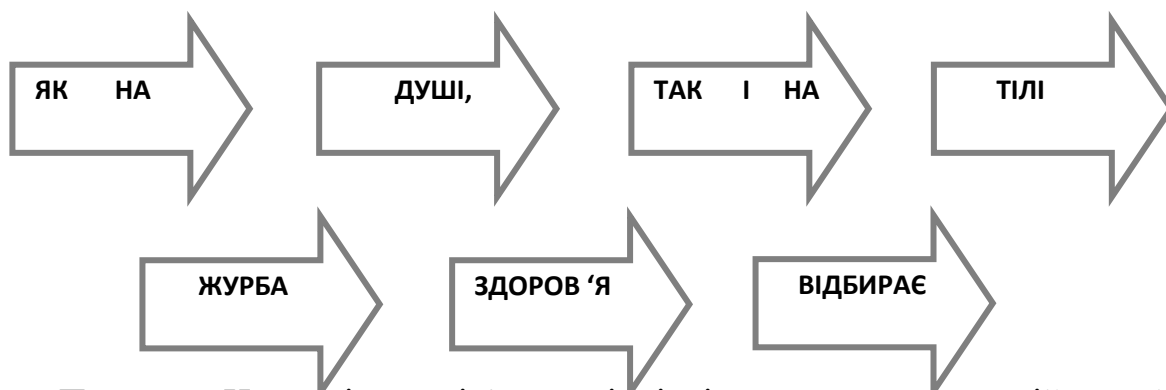 ЯК НА ДУШІ, ТАК І НА ТІЛІ
ЖУРБА ЗДОРОВ ‘Я ВІДБИРАЄ